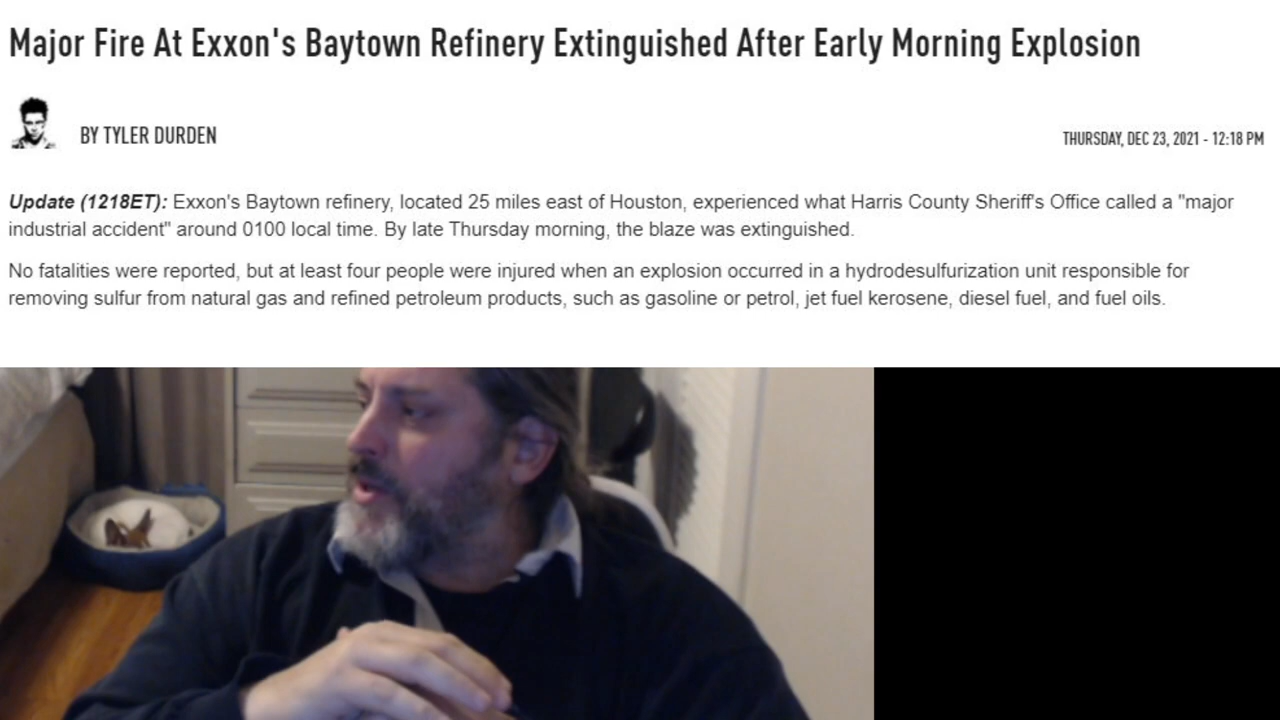 Major Fire At Exxon's Baytown Refinery Extinguished After Early Morning Explosion
BY TYLER DURDEN
THURSDAY, DEC 23, 2021 - 12:18 PM
Update (1218ET): Exxon's Baytown refinery, located 25 miles east of Houston, experienced what Harris County Sheriff's Office called a "major
industrial accident" around 0100 local time. By late Thursday morning, the blaze was extinguished.
No fatalities were reported, but at least four people were injured when an explosion occurred in a hydrodesulfurization unit responsible for
removing sulfur from natural gas and refined petroleum products, such as gasoline or petrol, jet fuel kerosene, diesel fuel, and fuel oils.